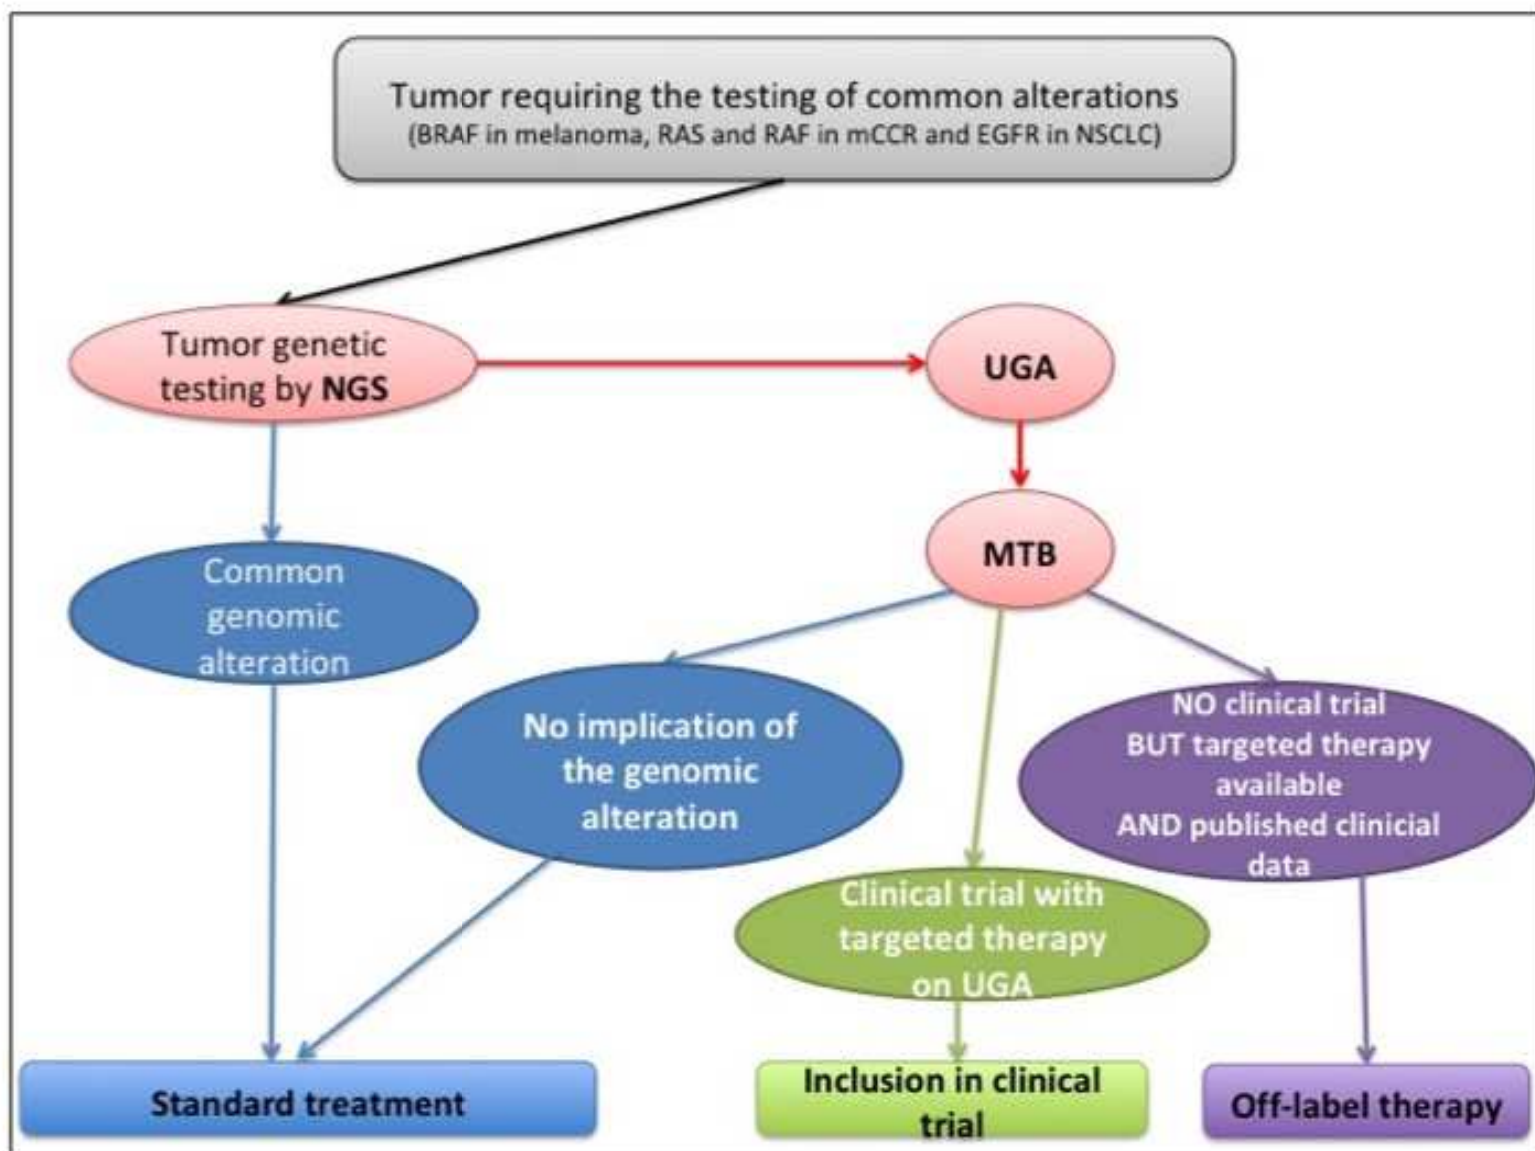 Tumor requiring the testing of common alterations
(BRAF in melanoma, RAS and RAF in mCCR and EGFR in NSCLC)
Tumor genetic
testing by NGS
UGA
MTB
Common
genomic
alteration
No implication of
the genomic
alteration
NO clinical trial
BUT targeted therapy
available
AND published clinicial
data
Clinical trial with
targeted therapy
on UGA
Standard treatment
Inclusion in clinical
trial
Off-label therapy